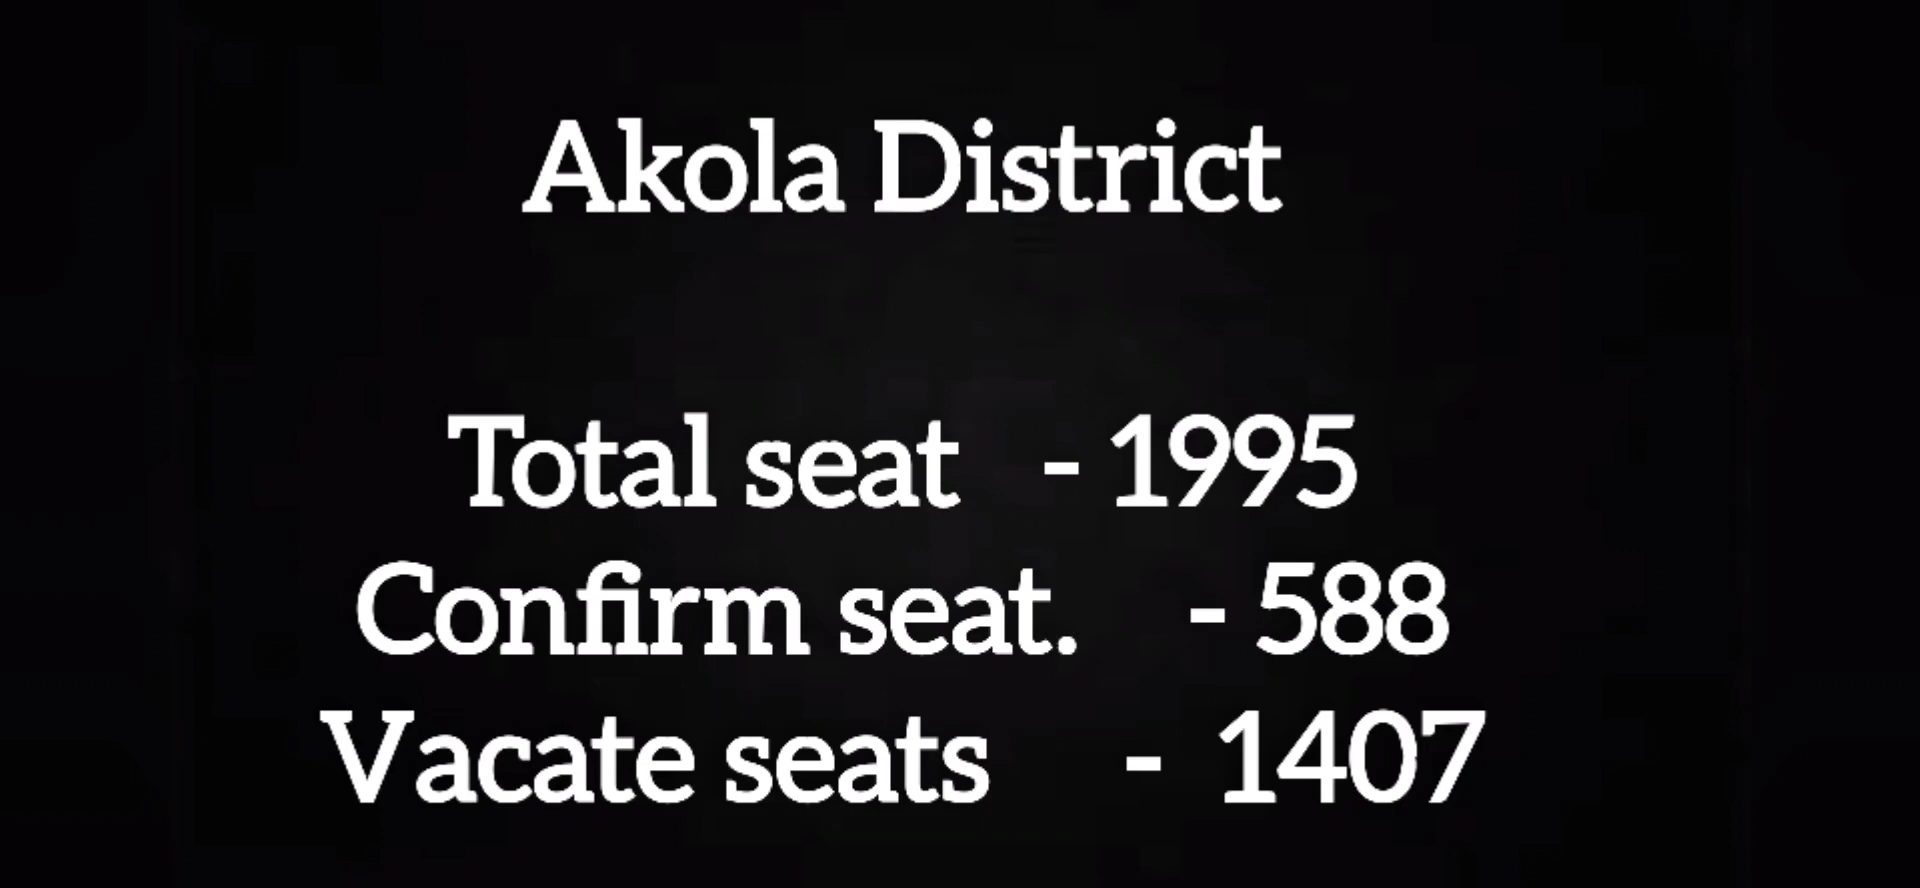 Akola District
Total seat - 1995
Confirm seat. - 588
Vacate seats - 1407